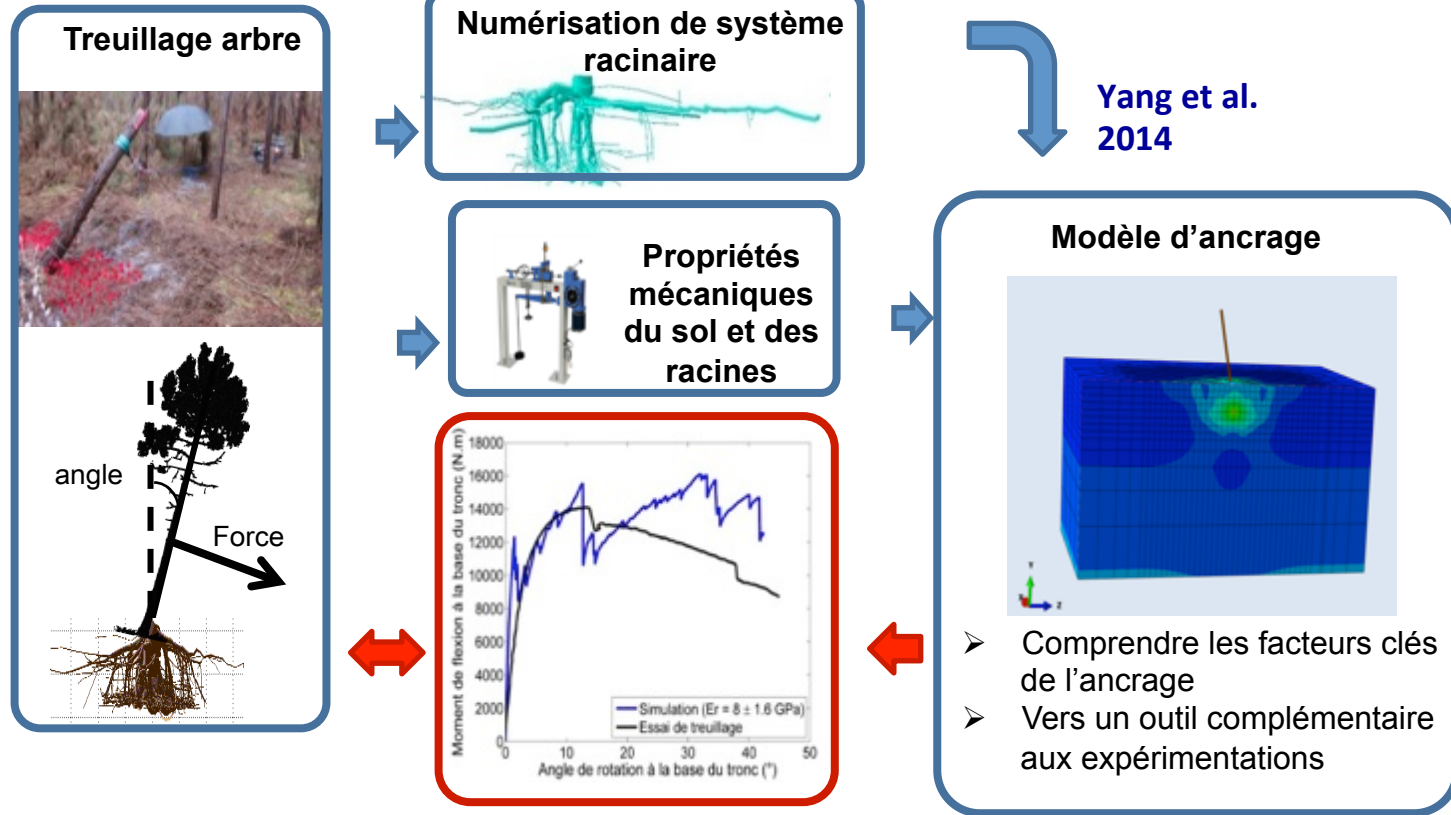 Treuillage arbre
angle
Force
Numérisation de système
racinaire
Propriétés
mécaniques
du sol et des
racines
Moment de flexion à la base du tronc (N.m)
18000
16000
14000
12000
10000
8000
6000
4000
2000
0
Simulation (Er = 8 ± 1.6 GPa)
Essai de treuillage
0 10 20 30 40 50
Angle de rotation à la base du tronc (°)
Yang et al.
2014
Modèle d’ancrage
Y
Z
➢ Comprendre les facteurs clés
de l’ancrage
➢ Vers un outil complémentaire
aux expérimentations